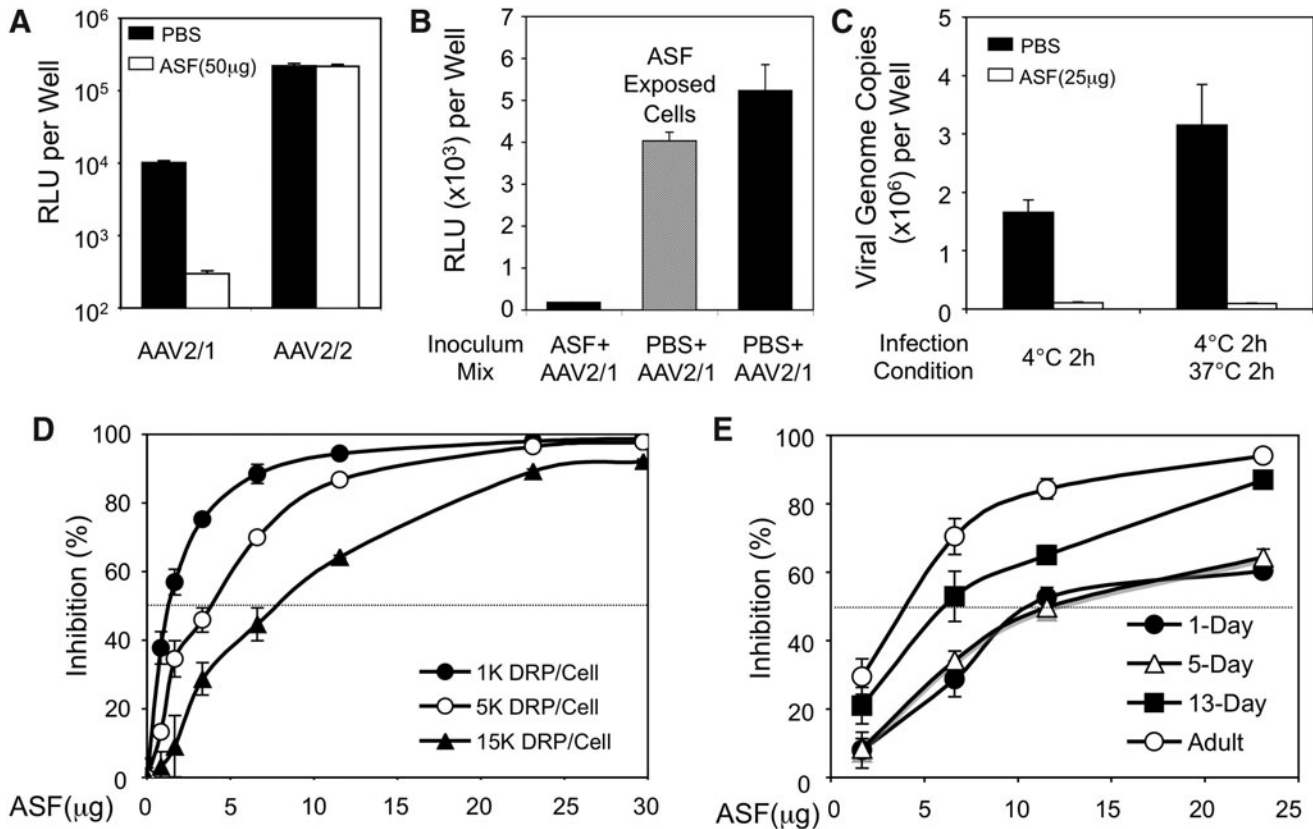 A
RLU per Well
10^6
10^5
10^4
10^3
10^2
PBS
ASF(50μg)
AAV2/1
AAV2/2
B
RLU (x10^3) per Well
7
6
5
4
3
2
1
0
ASF
Exposed
Cells
Inoculum
Mix
ASF+
AAV2/1
PBS+
AAV2/1
PBS+
AAV2/1
C
Viral Genome Copies
(x10^6) per Well
5
4
3
2
1
0
PBS
ASF(25μg)
Infection
Condition
4°C 2h
4°C 2h
37°C 2h
D
Inhibition (%)
100
80
60
40
20
0
1K DRP/Cell
5K DRP/Cell
15K DRP/Cell
ASF(μg)
0 5 10 15 20 25 30
E
Inhibition (%)
100
80
60
40
20
0
1-Day
5-Day
13-Day
Adult
ASF(μg)
0 5 10 15 20 25